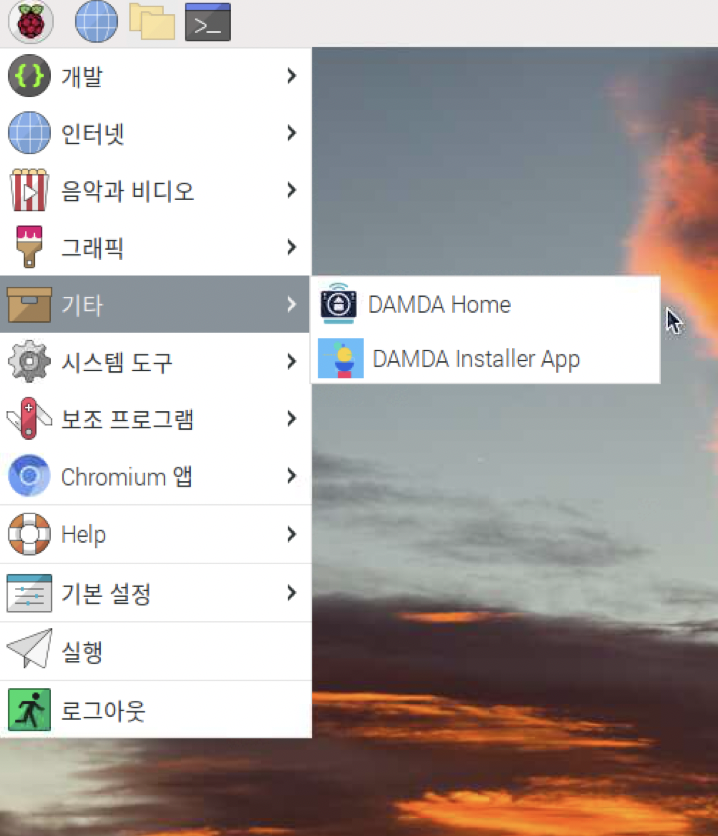 >_
{}
개발
인터넷
음악과 비디오
그래픽
기타
DAMDA Home
DAMDA Installer App
시스템 도구
보조 프로그램
Chromium 앱
Help
기본 설정
실행
로그아웃